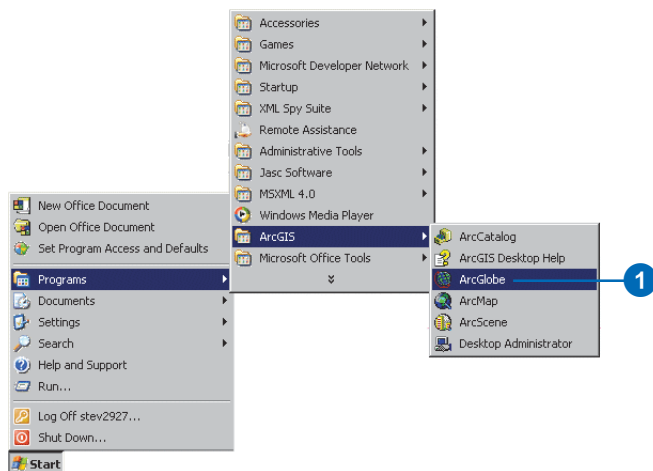 Accessories
Games
Microsoft Developer Network
Startup
XML Spy Suite
Remote Assistance
Administrative Tools
Jasc Software
MSXML 4.0
Windows Media Player
ArcGIS
Microsoft Office Tools
New Office Document
Open Office Document
Set Program Access and Defaults
Programs
Documents
Settings
Search
Help and Support
Run...
Log Off stev2927...
Shut Down...
Start
ArcCatalog
ArcGIS Desktop Help
ArcGlobe
ArcMap
ArcScene
Desktop Administrator
1